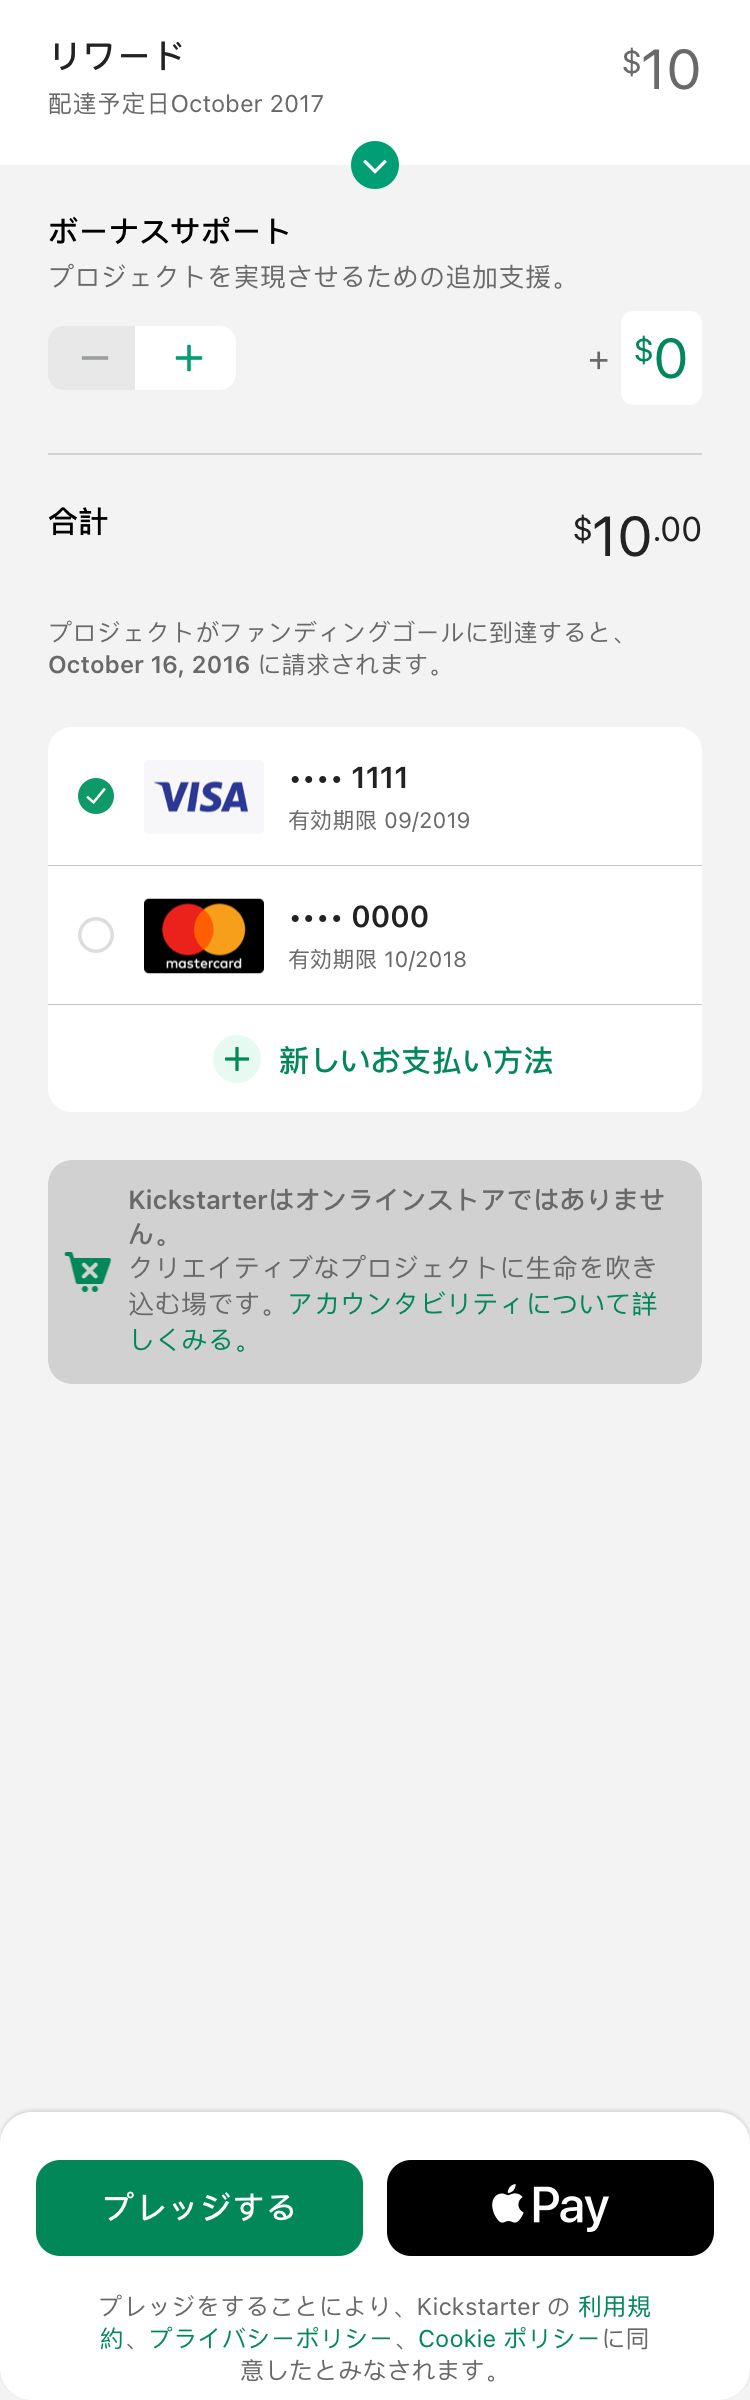 リワード
$10
配達予定日October 2017
ボーナスサポート
プロジェクトを実現させるための追加支援。
+ $0
合計
$10.00
プロジェクトがファンディングゴールに到達すると、
October 16, 2016 に請求されます。
VISA
•••• 1111
有効期限 09/2019
mastercard
•••• 0000
有効期限 10/2018
新しいお支払い方法
Kickstarterはオンラインストアではありませ
ん。
クリエイティブなプロジェクトに生命を吹き
込む場です。アカウンタビリティについて詳
しくみる。
プレッジする
Pay
プレッジをすることにより、Kickstarter の 利用規
約、プライバシーポリシー、Cookie ポリシーに同
意したとみなされます。